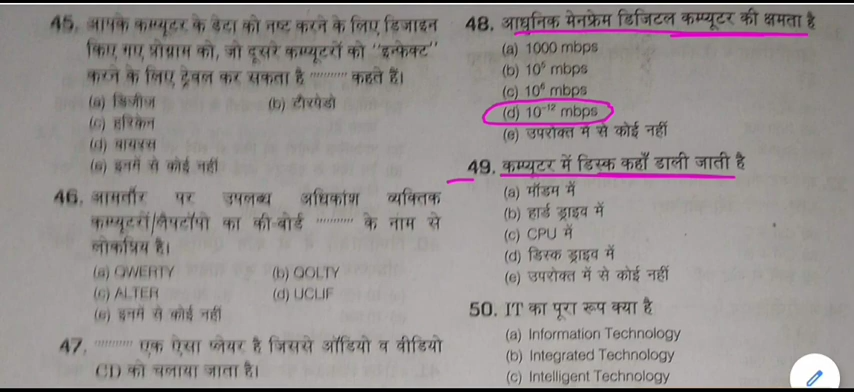 45. आपके कम्प्यूटर के डेटा को नष्ट करने के लिए डिजाइन
किए गए प्रोग्राम को, जो दूसरे कम्प्यूटरों को ''इन्फेक्ट''
करने के लिए ट्रेवल कर सकता है ............ कहते हैं।
(a) डिजीज (b) टौरपेडो
(c) हरिकेन
(d) वायरस
(e) इनमें से कोई नहीं
46. आमतौर पर उपलब्ध अधिकांश व्यक्तिक
कम्प्यूटरों/लैपटॉपो का की-बोर्ड ............ के नाम से
लोकप्रिय है।
(a) QWERTY (b) QOLTY
(c) ALTER (d) UCLIF
(e) इनमें से कोई नहीं
47. ............ एक ऐसा प्लेयर है जिससे ऑडियो व वीडियो
CD को चलाया जाता है।
48. आधुनिक मेनफ्रेम डिजिटल कम्प्यूटर की क्षमता है
(a) 1000 mbps
(b) 10⁵ mbps
(c) 10⁶ mbps
(d) 10⁻¹² mbps
(e) उपरोक्त में से कोई नहीं
49. कम्प्यूटर में डिस्क कहाँ डाली जाती है
(a) मॉडम में
(b) हार्ड ड्राइव में
(c) CPU में
(d) डिस्क ड्राइव में
(e) उपरोक्त में से कोई नहीं
50. IT का पूरा रूप क्या है
(a) Information Technology
(b) Integrated Technology
(c) Intelligent Technology